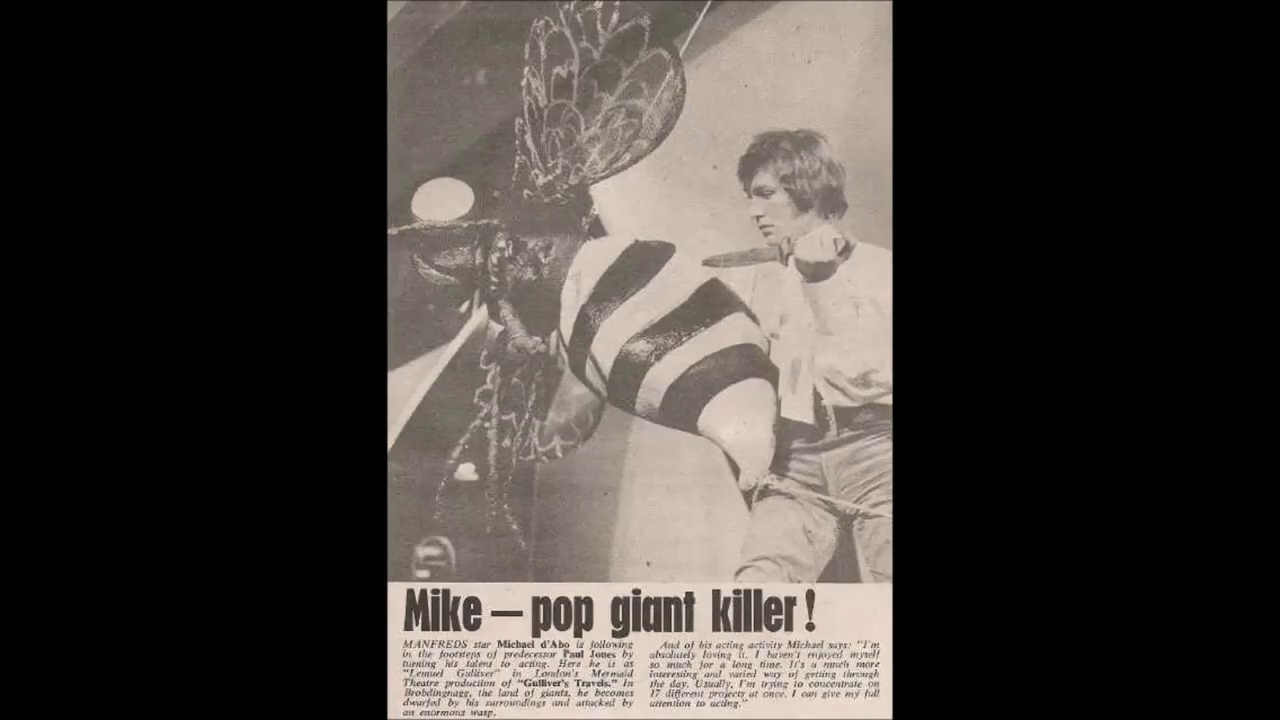 Mike — pop giant killer!
MANFREDS star Michael d'Abo is following
in the footsteps of predecessor Paul Jones by
turning his talent to acting. Here he is as
"Lemuel Gulliver" in London's Mermaid
Theatre production of "Gulliver's Travels." In
Brobdingnagg, the land of giants, he becomes
dwarfed by his surroundings and attacked by
an enormous wasp.
And of his acting activity Michael says: "I'm
absolutely loving it. I haven't enjoyed myself
so much for a long time. It's a much more
interesting and varied way of getting through
the day. Usually, I'm trying to concentrate on
17 different projects at once. I can give my full
attention to acting."